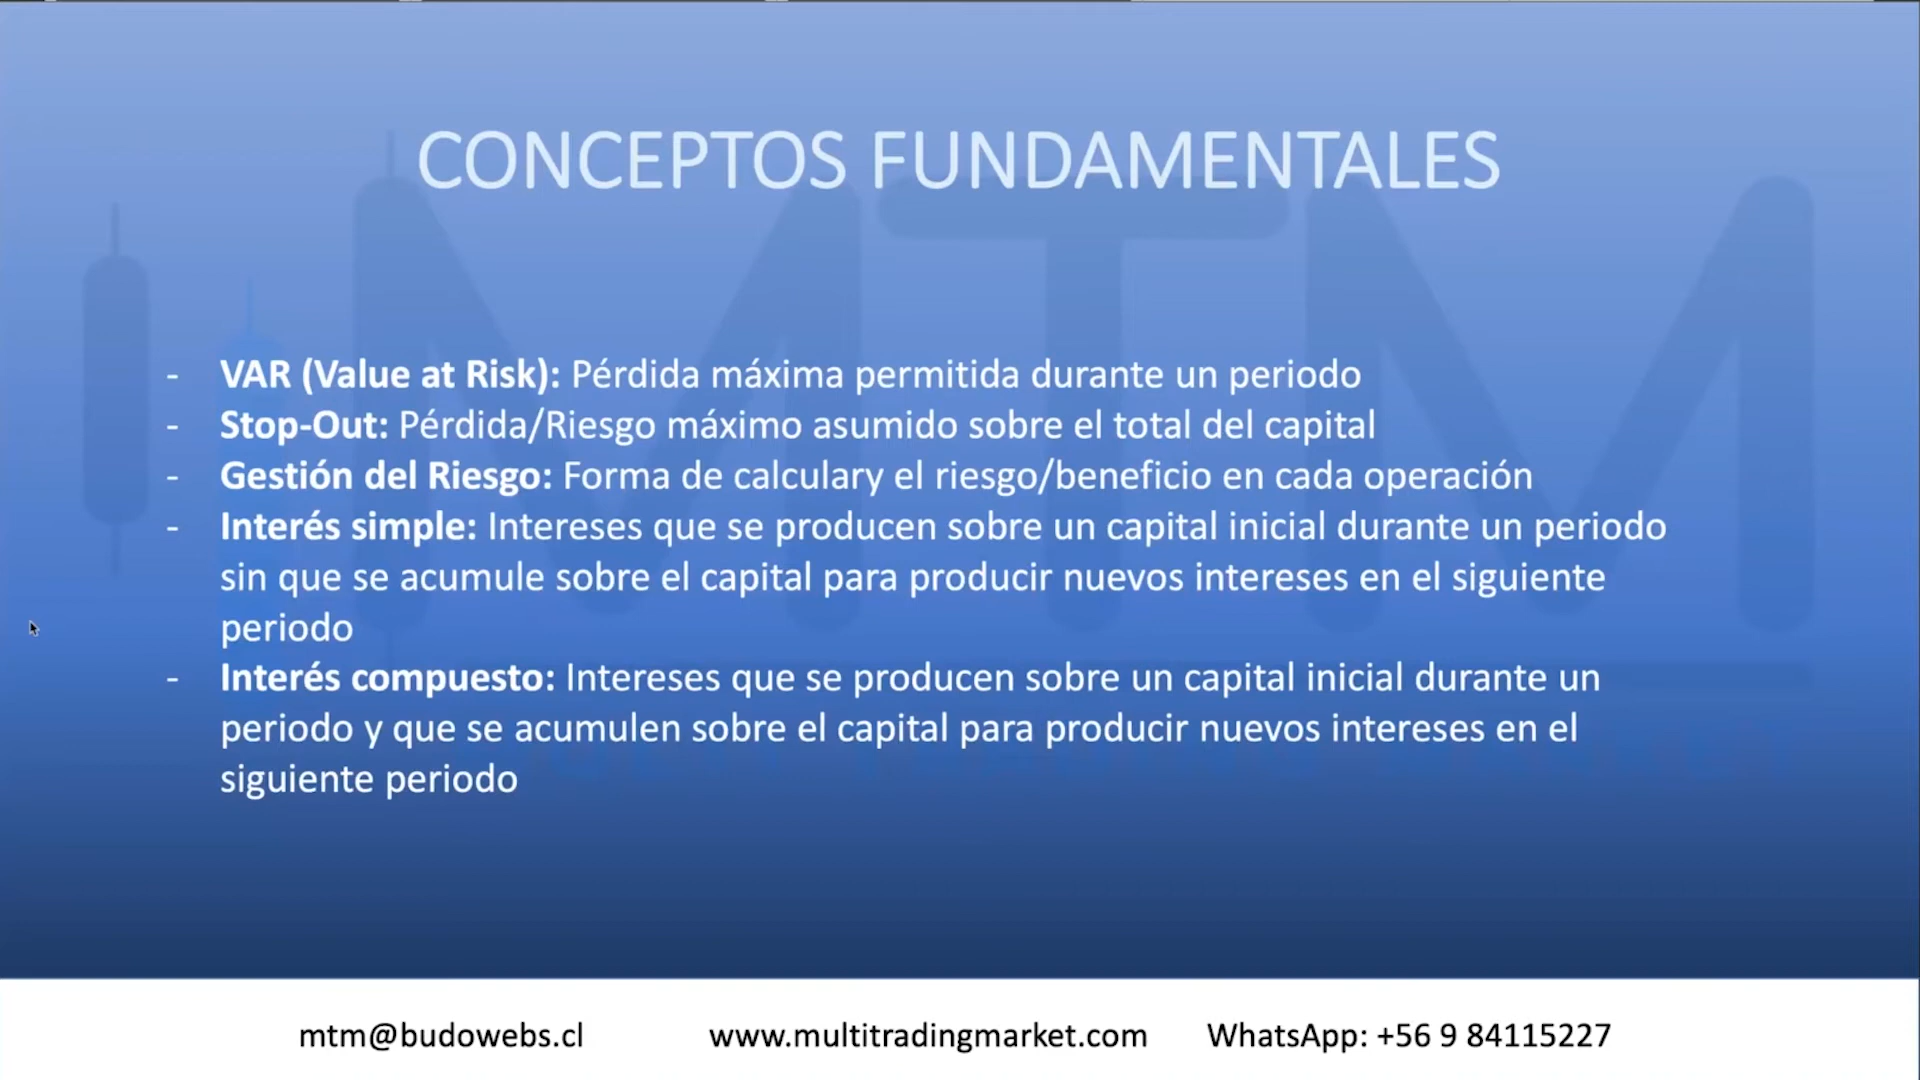 CONCEPTOS FUNDAMENTALES
- VAR (Value at Risk): Pérdida máxima permitida durante un periodo
- Stop-Out: Pérdida/Riesgo máximo asumido sobre el total del capital
- Gestión del Riesgo: Forma de calculary el riesgo/beneficio en cada operación
- Interés simple: Intereses que se producen sobre un capital inicial durante un periodo
sin que se acumule sobre el capital para producir nuevos intereses en el siguiente
periodo
- Interés compuesto: Intereses que se producen sobre un capital inicial durante un
periodo y que se acumulen sobre el capital para producir nuevos intereses en el
siguiente periodo
MTM
mtm@budowebs.cl www.multitradingmarket.com WhatsApp: +56 9 84115227